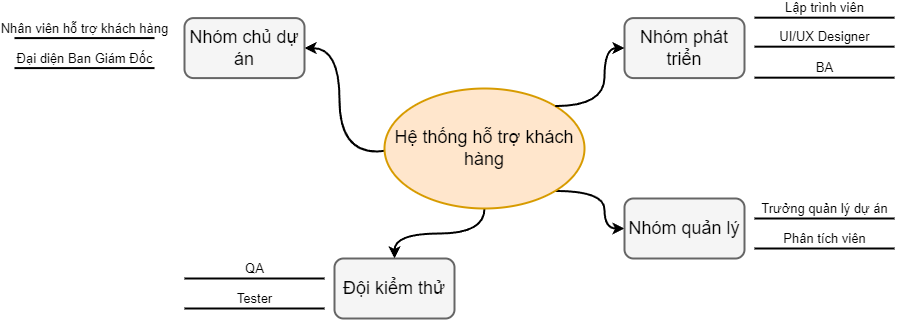 Nhân viên hỗ trợ khách hàng
Đại diện Ban Giám Đốc
Nhóm chủ dự
án
Nhóm phát
triển
Lập trình viên
UI/UX Designer
BA
Hệ thống hỗ trợ khách
hàng
Nhóm quản lý
Trưởng quản lý dự án
Phân tích viên
QA
Tester
Đội kiểm thử